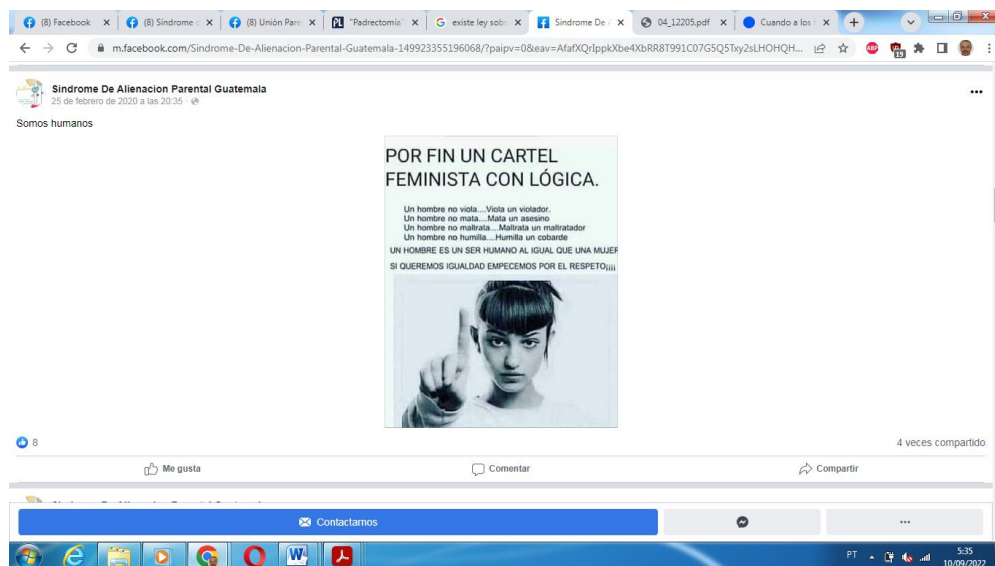 (8) Facebook
(8) Síndrome d
(8) Unión Pare
"Padrectomía"
existe ley sobr
Sindrome De A
04_12205.pdf
Cuando a los
m.facebook.com/Sindrome-De-Alienacion-Parental-Guatemala-149923355196068/?paipv=0&eav=AfafXQrIppkXbe4XbRR8T991C07G5Q5Txy2sLHOHQH...
ABP
19
Sindrome De Alienacion Parental Guatemala
25 de febrero de 2020 a las 20:35
Somos humanos
POR FIN UN CARTEL
FEMINISTA CON LÓGICA.
Un hombre no viola....Viola un violador.
Un hombre no mata....Mata un asesino
Un hombre no maltrata....Maltrata un maltratador
Un hombre no humilla....Humilla un cobarde
UN HOMBRE ES UN SER HUMANO AL IGUAL QUE UNA MUJER
SI QUEREMOS IGUALDAD EMPECEMOS POR EL RESPETO¡¡¡¡
8
4 veces compartido
Me gusta
Comentar
Compartir
Contactarnos
PT
5:35
10/09/2022